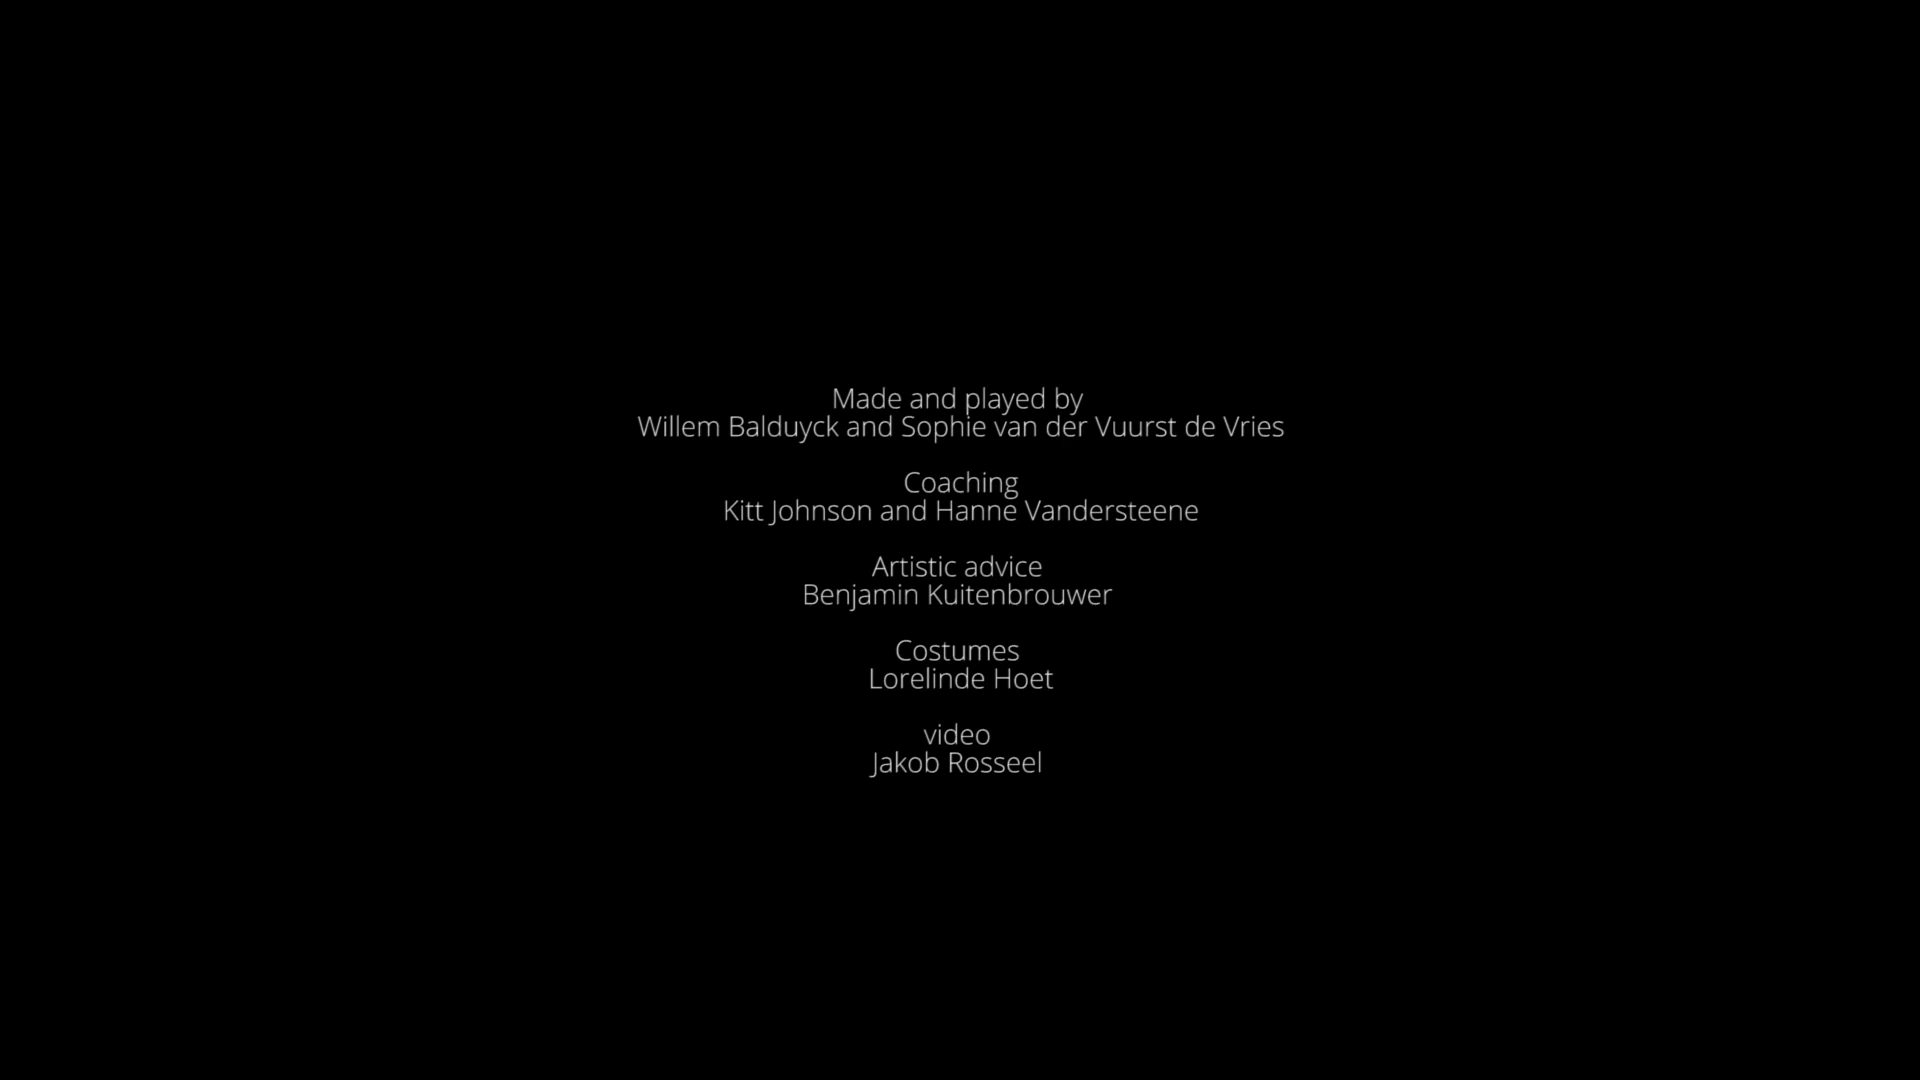 Made and played by
Willem Balduyck and Sophie van der Vuurst de Vries
Coaching
Kitt Johnson and Hanne Vandersteene
Artistic advice
Benjamin Kuitenbrouwer
Costumes
Lorelinde Hoet
video
Jakob Rosseel